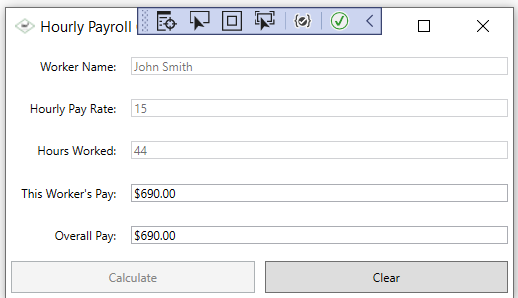 Hourly Payroll
Worker Name: John Smith
Hourly Pay Rate: 15
Hours Worked: 44
This Worker's Pay: $690.00
Overall Pay: $690.00
Calculate Clear